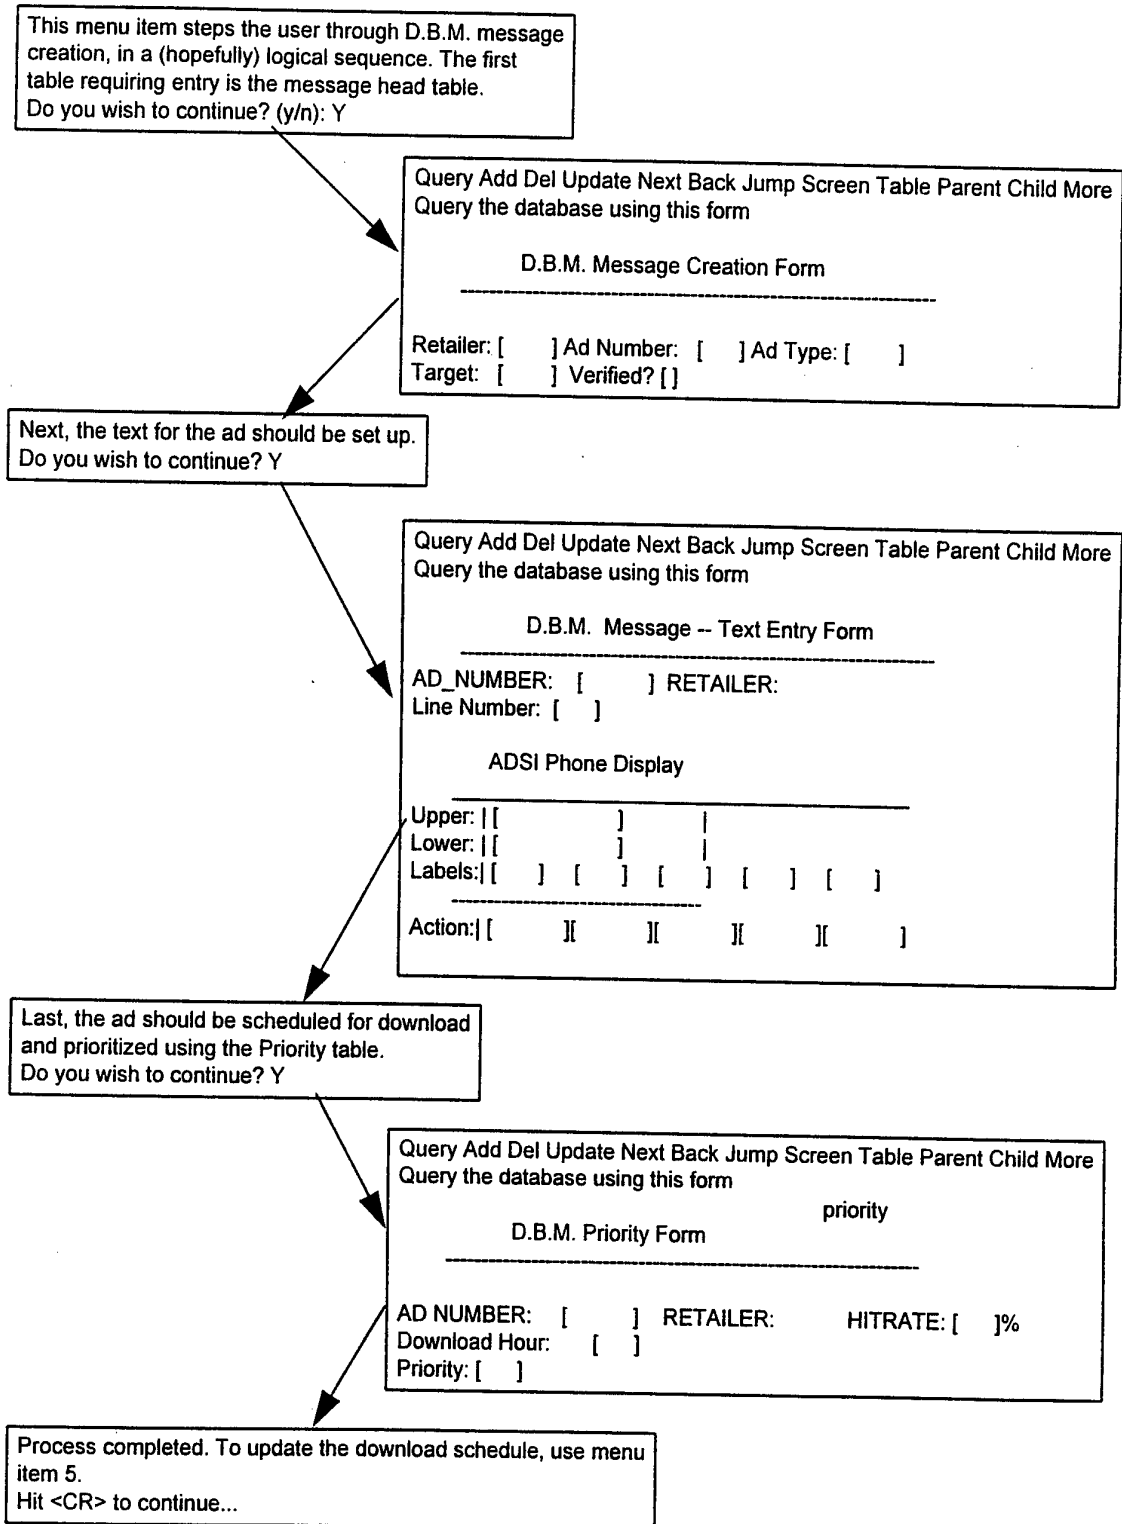 This menu item steps the user through D.B.M. message
creation, in a (hopefully) logical sequence. The first
table requiring entry is the message head table.
Do you wish to continue? (y/n): Y
Query Add Del Update Next Back Jump Screen Table Parent Child More
Query the database using this form
D.B.M. Message Creation Form
Retailer: [ ] Ad Number: [ ] Ad Type: [ ]
Target: [ ] Verified? [ ]
Next, the text for the ad should be set up.
Do you wish to continue? Y
Query Add Del Update Next Back Jump Screen Table Parent Child More
Query the database using this form
D.B.M. Message -- Text Entry Form
AD_NUMBER: [ ] RETAILER:
Line Number: [ ]
ADSI Phone Display
Upper: | [ ] |
Lower: | [ ] |
Labels:| [ ] [ ] [ ] [ ] [ ]
Action:| [ ][ ][ ][ ][ ]
Last, the ad should be scheduled for download
and prioritized using the Priority table.
Do you wish to continue? Y
Query Add Del Update Next Back Jump Screen Table Parent Child More
Query the database using this form
priority
D.B.M. Priority Form
AD NUMBER: [ ] RETAILER: HITRATE: [ ]%
Download Hour: [ ]
Priority: [ ]
Process completed. To update the download schedule, use menu
item 5.
Hit <CR> to continue...